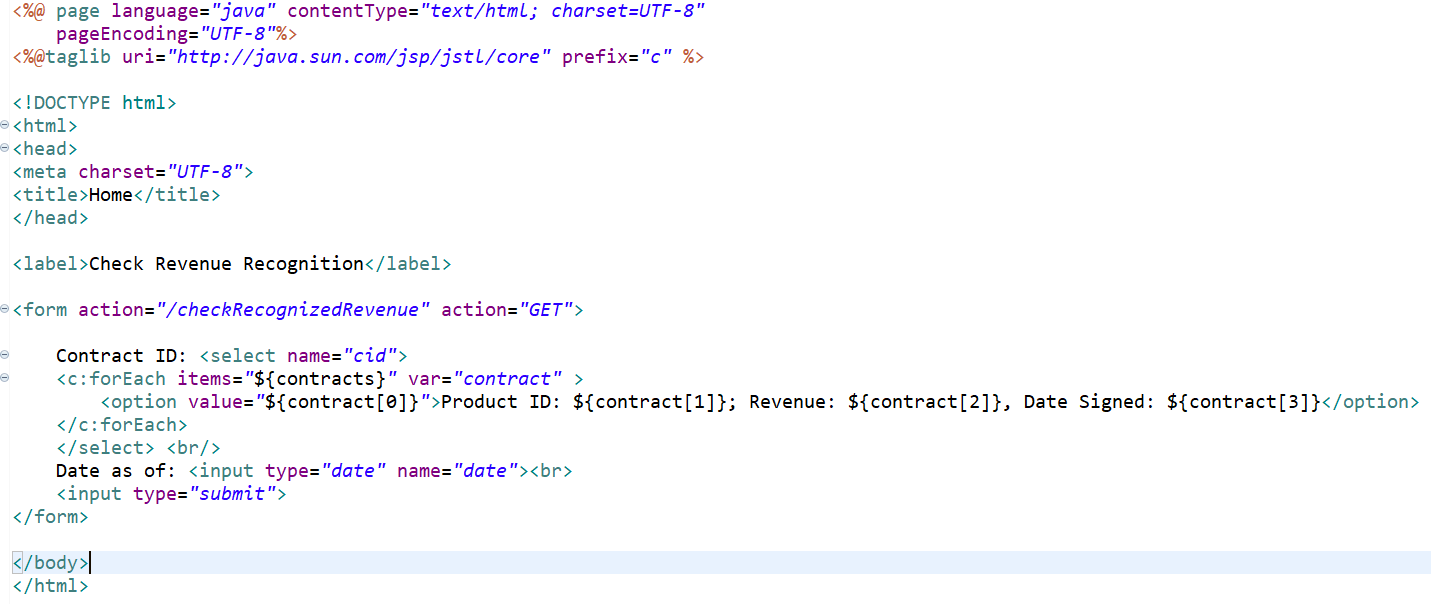 <%@ page language="java" contentType="text/html; charset=UTF-8"
    pageEncoding="UTF-8"%>
<%@taglib uri="http://java.sun.com/jsp/jstl/core" prefix="c" %>
<!DOCTYPE html>
<html>
<head>
<meta charset="UTF-8">
<title>Home</title>
</head>
<label>Check Revenue Recognition</label>
<form action="/checkRecognizedRevenue" action="GET">
    Contract ID: <select name="cid">
    <c:forEach items="${contracts}" var="contract" >
        <option value="${contract[0]}">Product ID: ${contract[1]}; Revenue: ${contract[2]}, Date Signed: ${contract[3]}</option>
    </c:forEach>
    </select> <br/>
    Date as of: <input type="date" name="date"><br>
    <input type="submit">
</form>
</body>
</html>